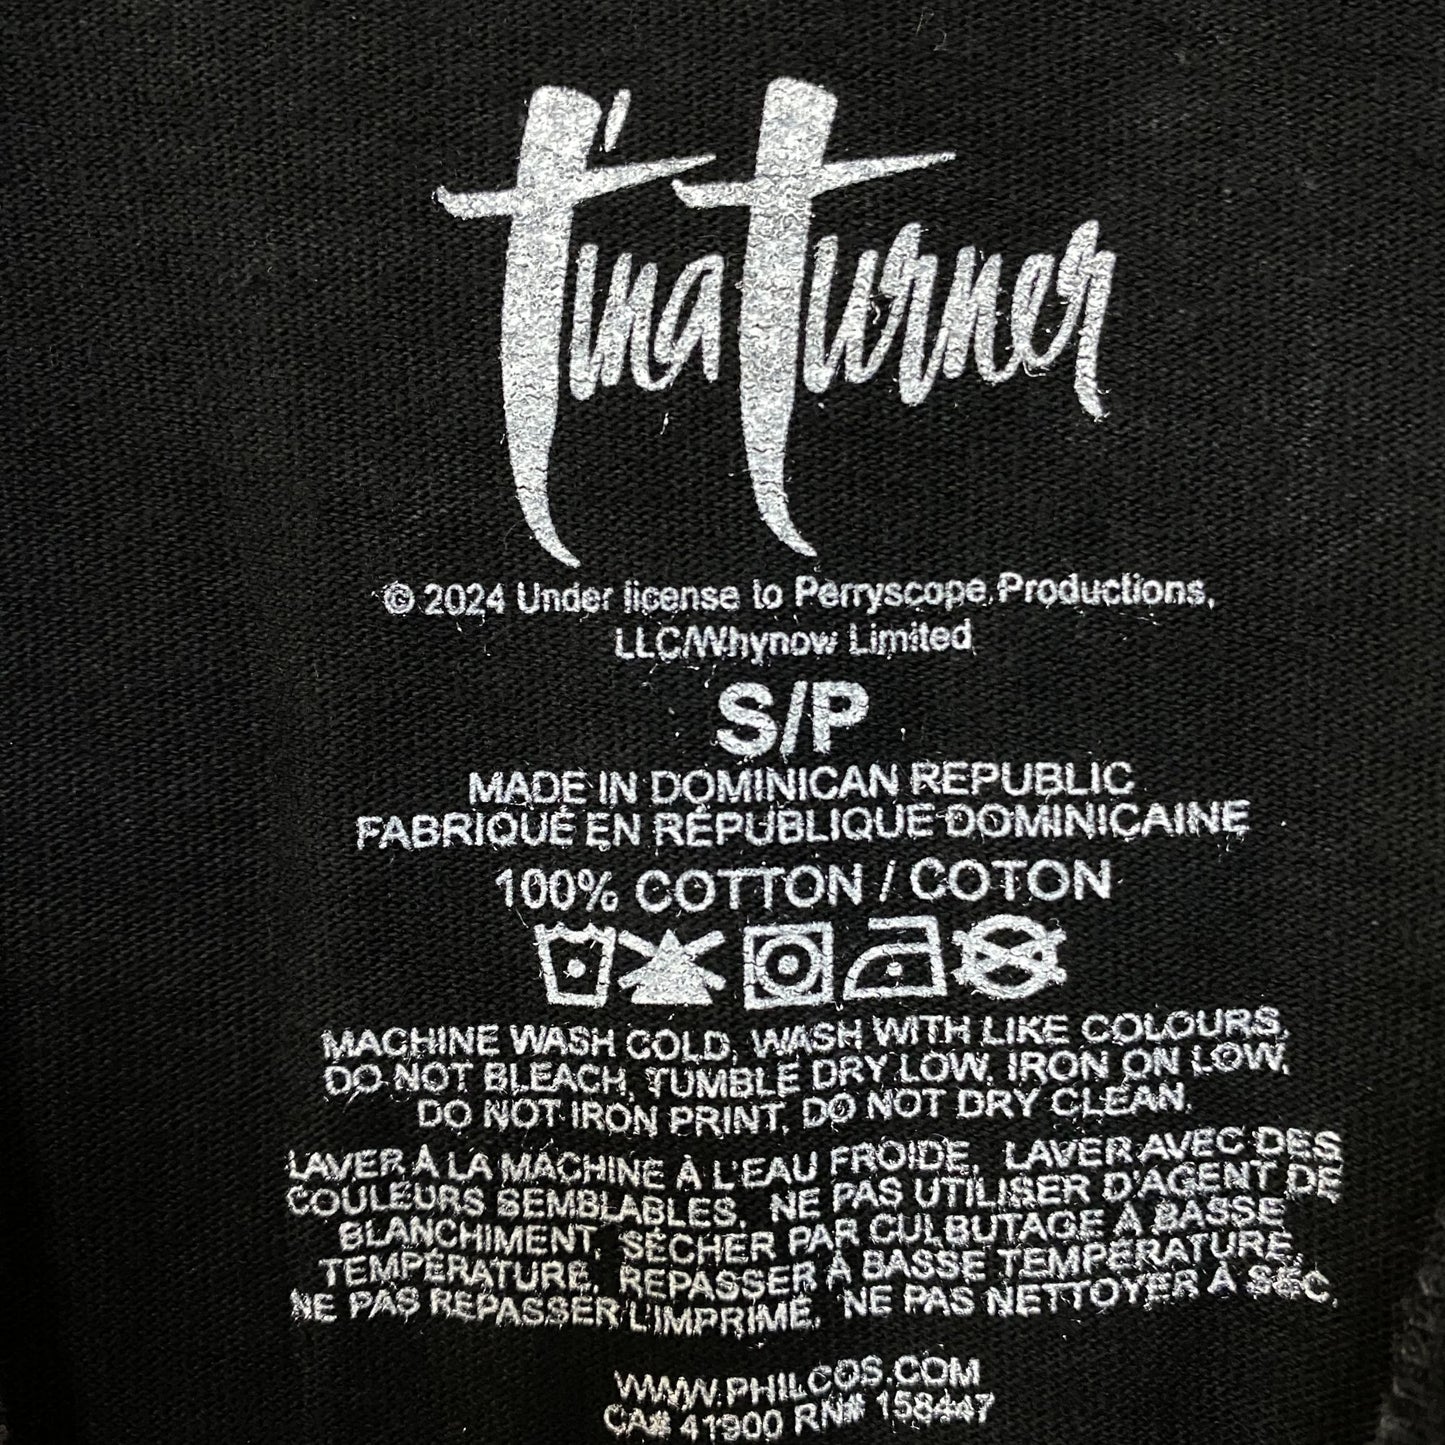 Tina Turner
© 2024 Under license to Perryscape Productions,
LLC/Whynow Limited
S/P
MADE IN DOMINICAN REPUBLIC
FABRIQUÉ EN RÉPUBLIQUE DOMINICAINE
100% COTTON / COTON
MACHINE WASH COLD, WASH WITH LIKE COLOURS,
DO NOT BLEACH, TUMBLE DRY LOW, IRON ON LOW,
DO NOT IRON PRINT, DO NOT DRY CLEAN.
LAVER À LA MACHINE À L'EAU FROIDE, LAVER AVEC DES
COULEURS SEMBLABLES, NE PAS UTILISER D'AGENT DE
BLANCHIMENT, SÉCHER PAR CULBUTAGE À BASSE
TEMPÉRATURE, REPASSER À BASSE TEMPÉRATURE,
NE PAS REPASSER L'IMPRIMÉ, NE PAS NETTOYER À SEC.
WWW.PHILCOS.COM
CA# 41900 RN# 158447